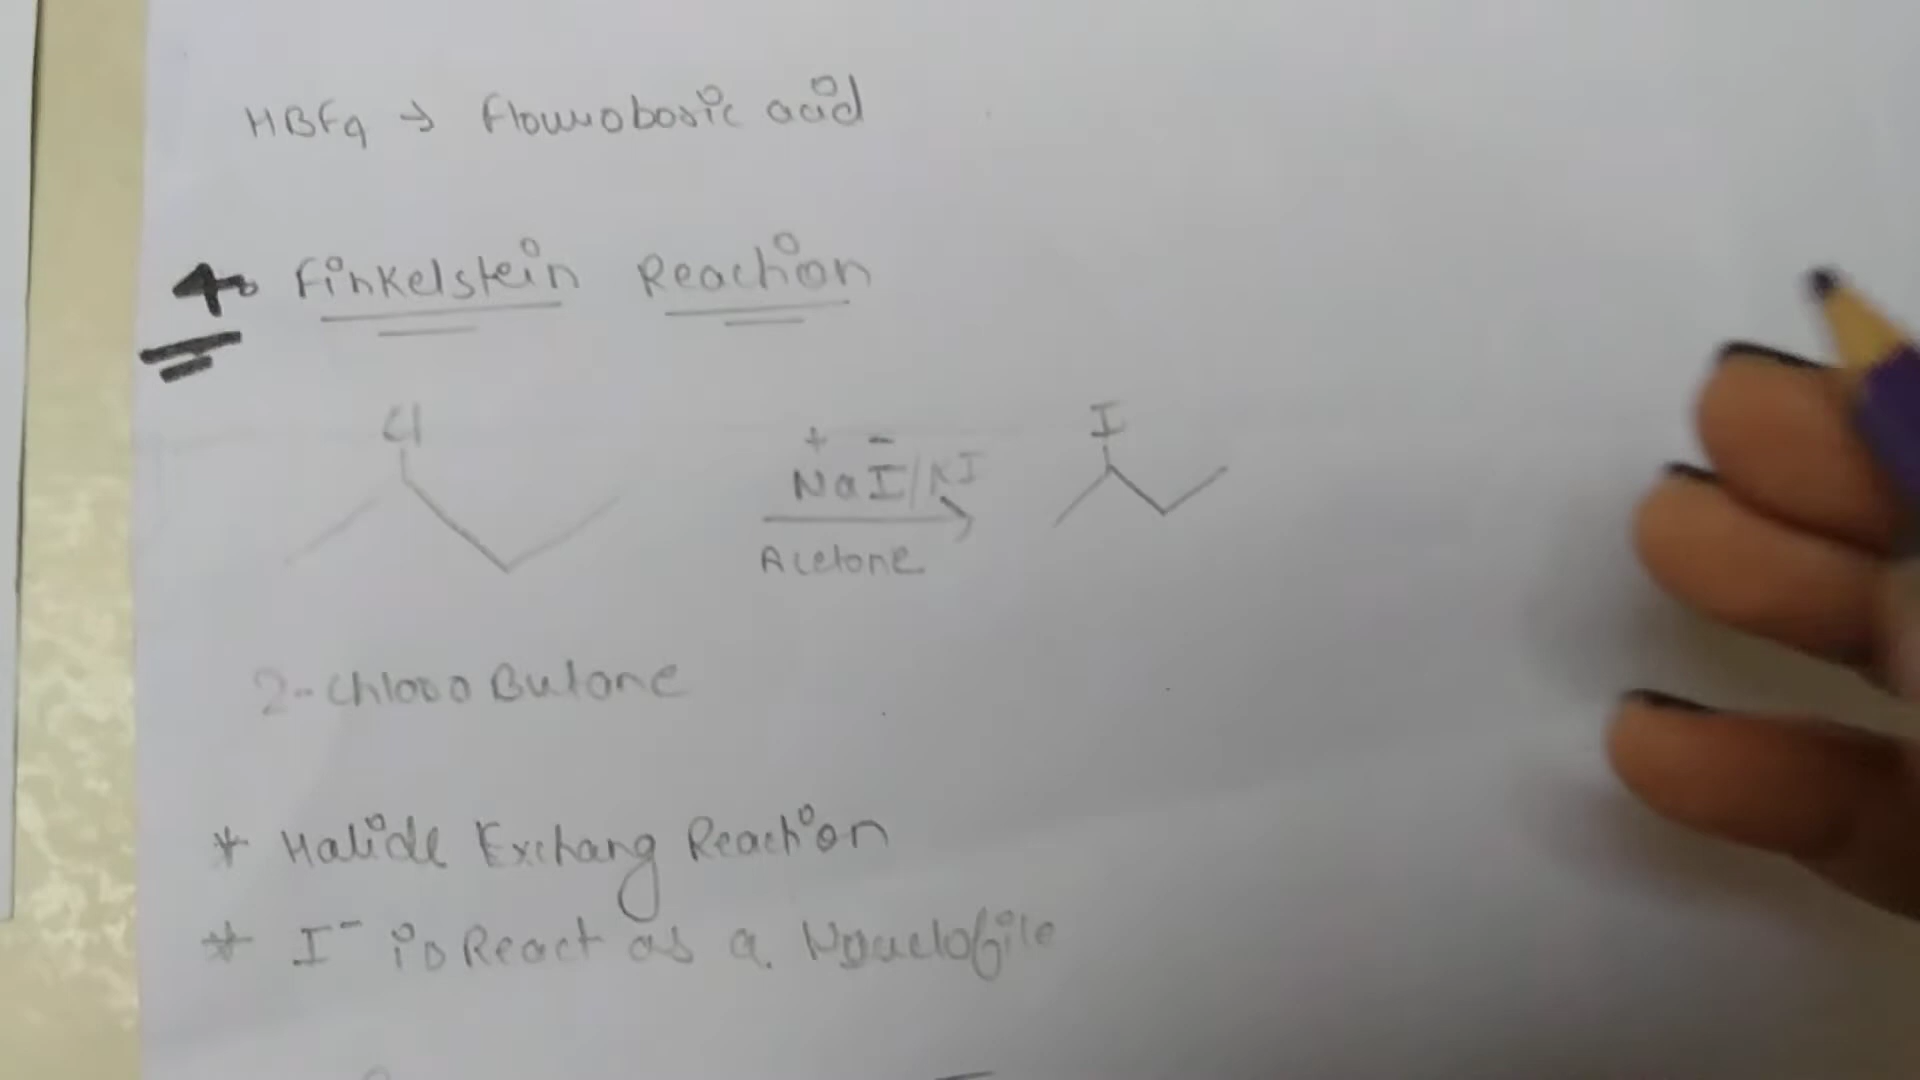 HBF4 → Flowroboric acid
4. Finkelstein Reaction
Cl
+ -
NaI/KI
Acetone
I
2-chloro Butane
* Halide Exchang Reaction
* I⁻ is React as a Nouclofile